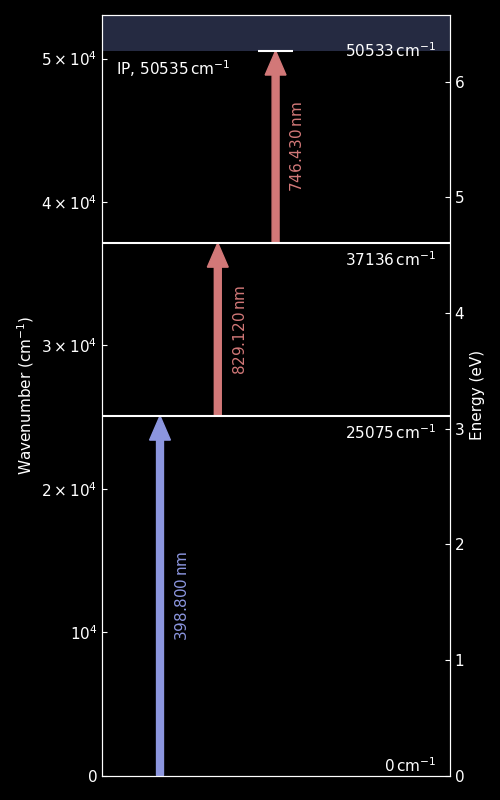 5 × 10⁴
4 × 10⁴
3 × 10⁴
2 × 10⁴
10⁴
0
Wavenumber (cm⁻¹)
IP, 50535 cm⁻¹
50533 cm⁻¹
746.430 nm
37136 cm⁻¹
829.120 nm
25075 cm⁻¹
398.800 nm
0 cm⁻¹
6
5
4
3
2
1
0
Energy (eV)